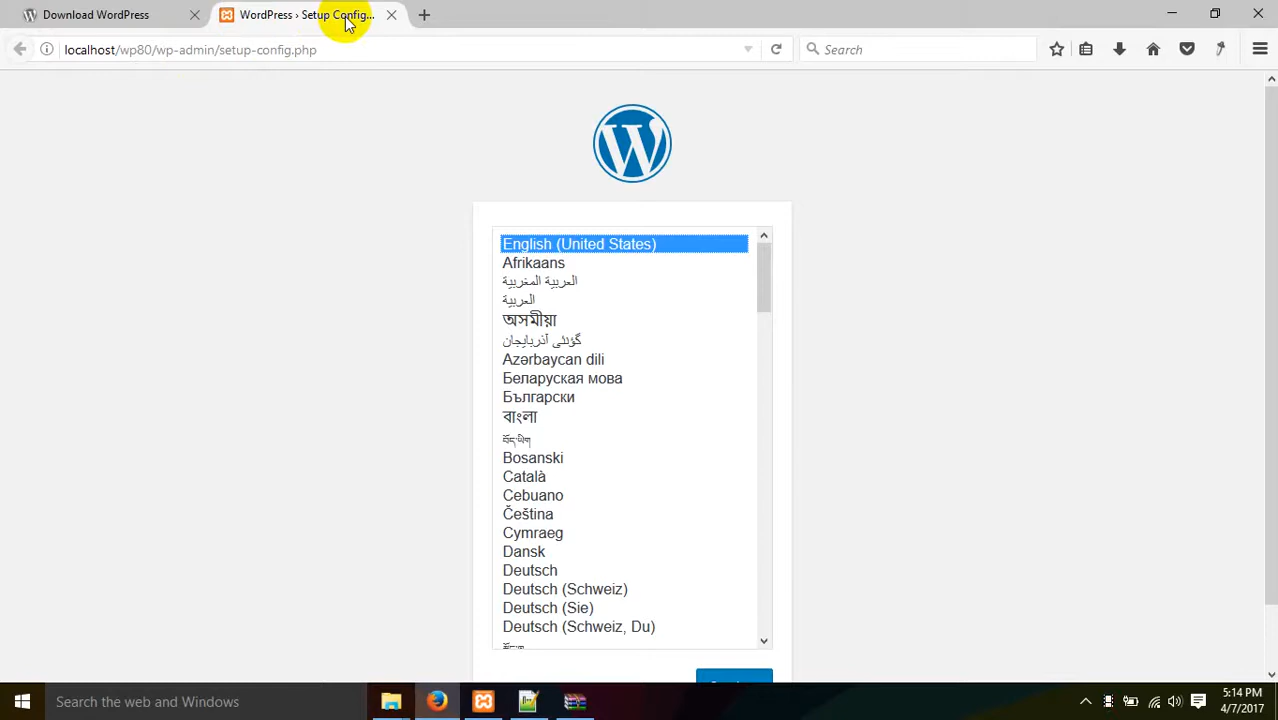 Download WordPress
WordPress › Setup Config...
localhost/wp80/wp-admin/setup-config.php
Search
English (United States)
Afrikaans
العربية المغربية
العربية
অসমীয়া
گؤنئی آذربایجان
Azərbaycan dili
Беларуская мова
Български
বাংলা
བོད་ཡིག
Bosanski
Català
Cebuano
Čeština
Cymraeg
Dansk
Deutsch
Deutsch (Schweiz)
Deutsch (Sie)
Deutsch (Schweiz, Du)
Search the web and Windows
5:14 PM
4/7/2017